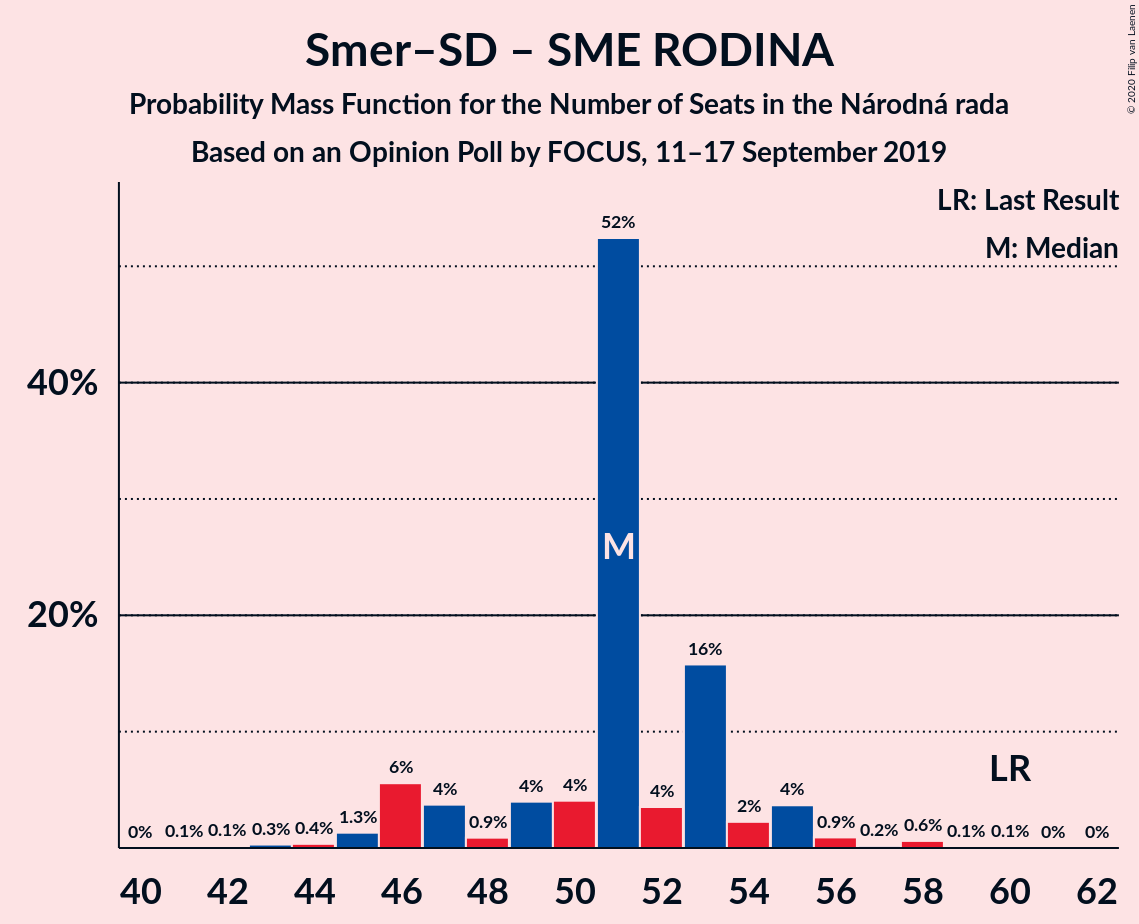 Smer–SD – SME RODINA
Probability Mass Function for the Number of Seats in the Národná rada
Based on an Opinion Poll by FOCUS, 11–17 September 2019
© 2020 Filip van Laenen
LR: Last Result
M: Median
40%
20%
0% 0.1% 0.1% 0.3% 0.4% 1.3% 6% 4% 0.9% 4% 4% 52% 4% 16% 2% 4% 0.9% 0.2% 0.6% 0.1% 0.1% 0% 0%
M
LR
40 42 44 46 48 50 52 54 56 58 60 62